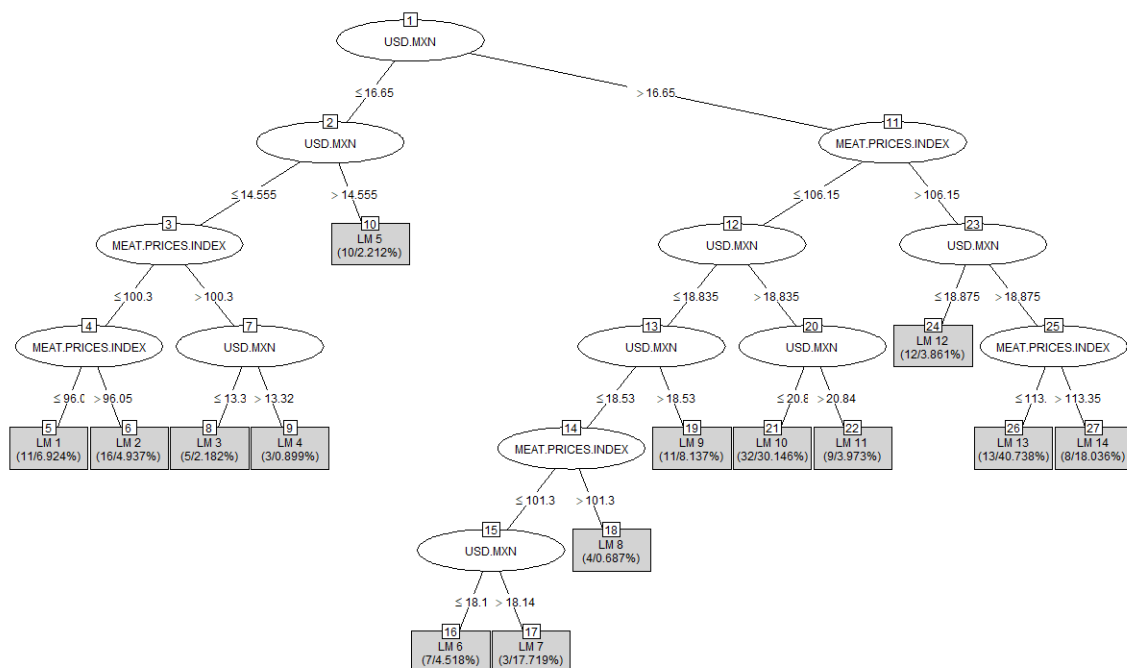 1
USD.MXN
≤ 16.65
> 16.65
2
USD.MXN
11
MEAT.PRICES.INDEX
≤ 14.555
> 14.555
≤ 106.15
> 106.15
3
MEAT.PRICES.INDEX
10
LM 5
(10/2.212%)
12
USD.MXN
23
USD.MXN
≤ 100.3
> 100.3
≤ 18.835
> 18.835
≤ 18.875
> 18.875
4
MEAT.PRICES.INDEX
7
USD.MXN
13
USD.MXN
20
USD.MXN
24
LM 12
(12/3.861%)
25
MEAT.PRICES.INDEX
≤ 96.0
> 96.05
≤ 13.3
> 13.32
≤ 18.53
> 18.53
≤ 20.8
> 20.84
≤ 113.
> 113.35
5
LM 1
(11/6.924%)
6
LM 2
(16/4.937%)
8
LM 3
(5/2.182%)
9
LM 4
(3/0.899%)
14
MEAT.PRICES.INDEX
19
LM 9
(11/8.137%)
21
LM 10
(32/30.146%)
22
LM 11
(9/3.973%)
26
LM 13
(13/40.738%)
27
LM 14
(8/18.036%)
≤ 101.3
> 101.3
15
USD.MXN
18
LM 8
(4/0.687%)
≤ 18.1
> 18.14
16
LM 6
(7/4.518%)
17
LM 7
(3/17.719%)